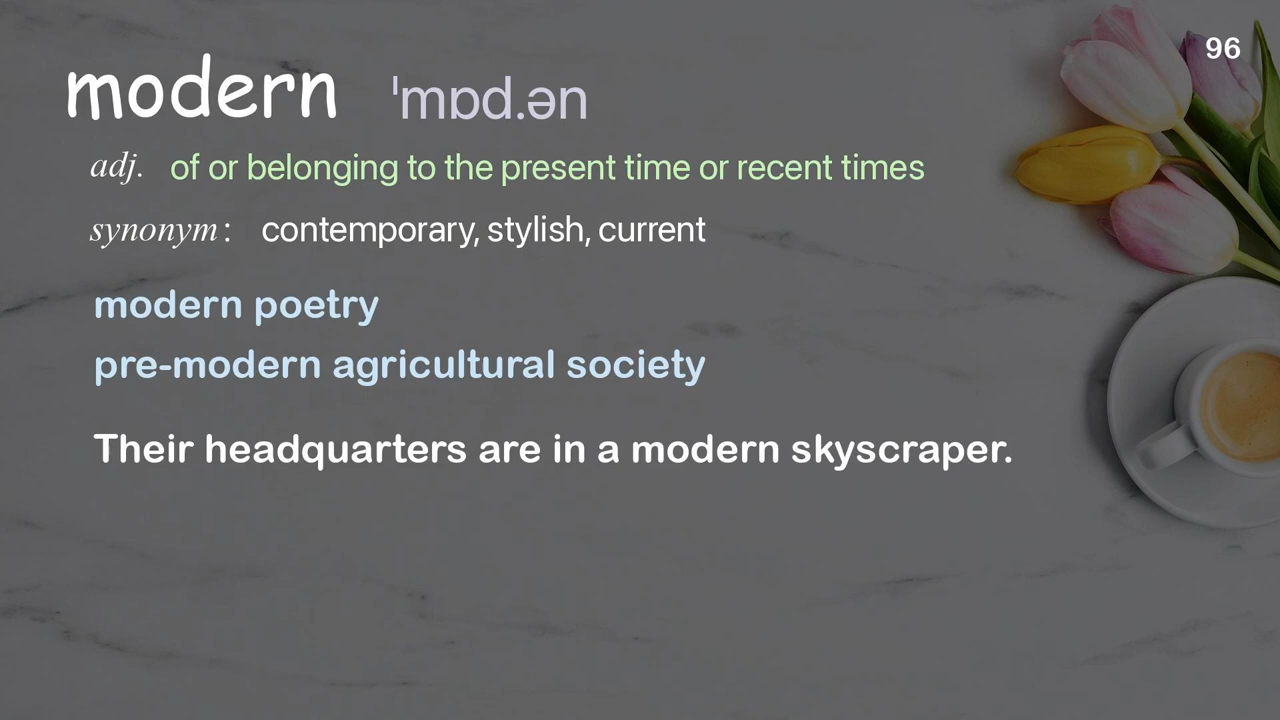 96
modern ˈmɒd.ən
adj. of or belonging to the present time or recent times
synonym: contemporary, stylish, current
modern poetry
pre-modern agricultural society
Their headquarters are in a modern skyscraper.